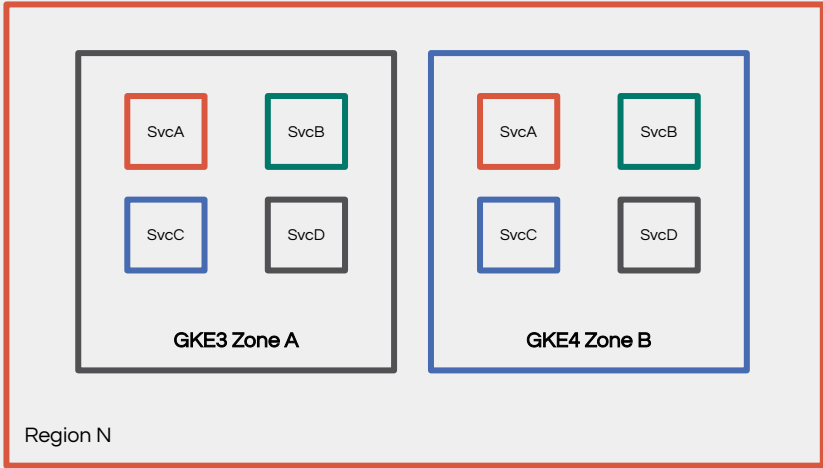 SvcA
SvcB
SvcC
SvcD
GKE3 Zone A
SvcA
SvcB
SvcC
SvcD
GKE4 Zone B
Region N